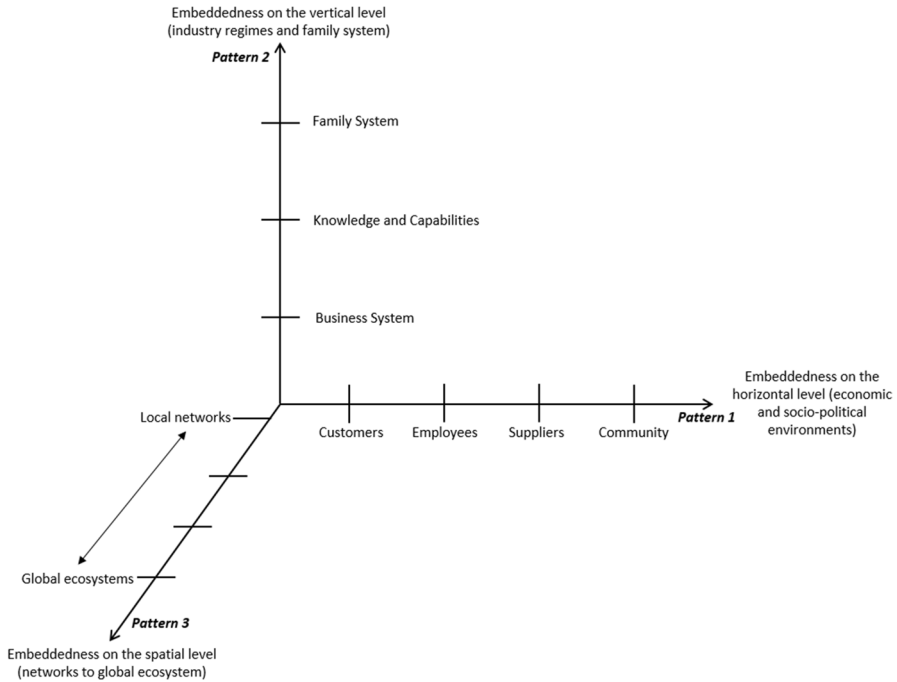 Embeddedness on the vertical level
(industry regimes and family system)
Pattern 2
Family System
Knowledge and Capabilities
Business System
Embeddedness on the
horizontal level (economic
and socio-political
environments)
Pattern 1
Local networks
Customers
Employees
Suppliers
Community
Global ecosystems
Pattern 3
Embeddedness on the spatial level
(networks to global ecosystem)